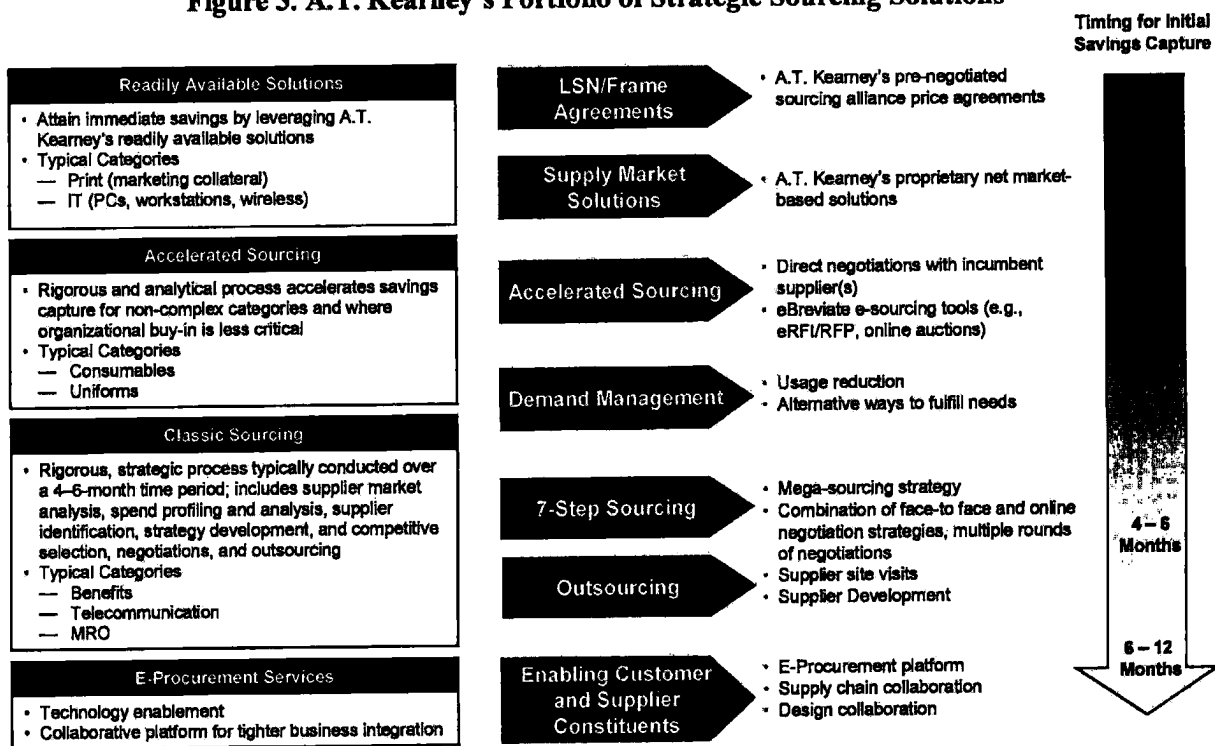 Figure 3. A.T. Kearney's Portfolio of Strategic Sourcing Solutions
Timing for Initial
Savings Capture
Readily Available Solutions
• Attain immediate savings by leveraging A.T.
Kearney's readily available solutions
• Typical Categories
— Print (marketing collateral)
— IT (PCs, workstations, wireless)
LSN/Frame
Agreements
• A.T. Kearney's pre-negotiated
sourcing alliance price agreements
Supply Market
Solutions
• A.T. Kearney's proprietary net market-
based solutions
Accelerated Sourcing
• Rigorous and analytical process accelerates savings
capture for non-complex categories and where
organizational buy-in is less critical
• Typical Categories
— Consumables
— Uniforms
Accelerated Sourcing
• Direct negotiations with incumbent
supplier(s)
• eBreviate e-sourcing tools (e.g.,
eRFI/RFP, online auctions)
Demand Management
• Usage reduction
• Alternative ways to fulfill needs
Classic Sourcing
• Rigorous, strategic process typically conducted over
a 4–6-month time period; includes supplier market
analysis, spend profiling and analysis, supplier
identification, strategy development, and competitive
selection, negotiations, and outsourcing
• Typical Categories
— Benefits
— Telecommunication
— MRO
7-Step Sourcing
• Mega-sourcing strategy
• Combination of face-to face and online
negotiation strategies, multiple rounds
of negotiations
Outsourcing
• Supplier site visits
• Supplier Development
4 – 6
Months
E-Procurement Services
• Technology enablement
• Collaborative platform for tighter business integration
Enabling Customer
and Supplier
Constituents
• E-Procurement platform
• Supply chain collaboration
• Design collaboration
6 – 12
Months